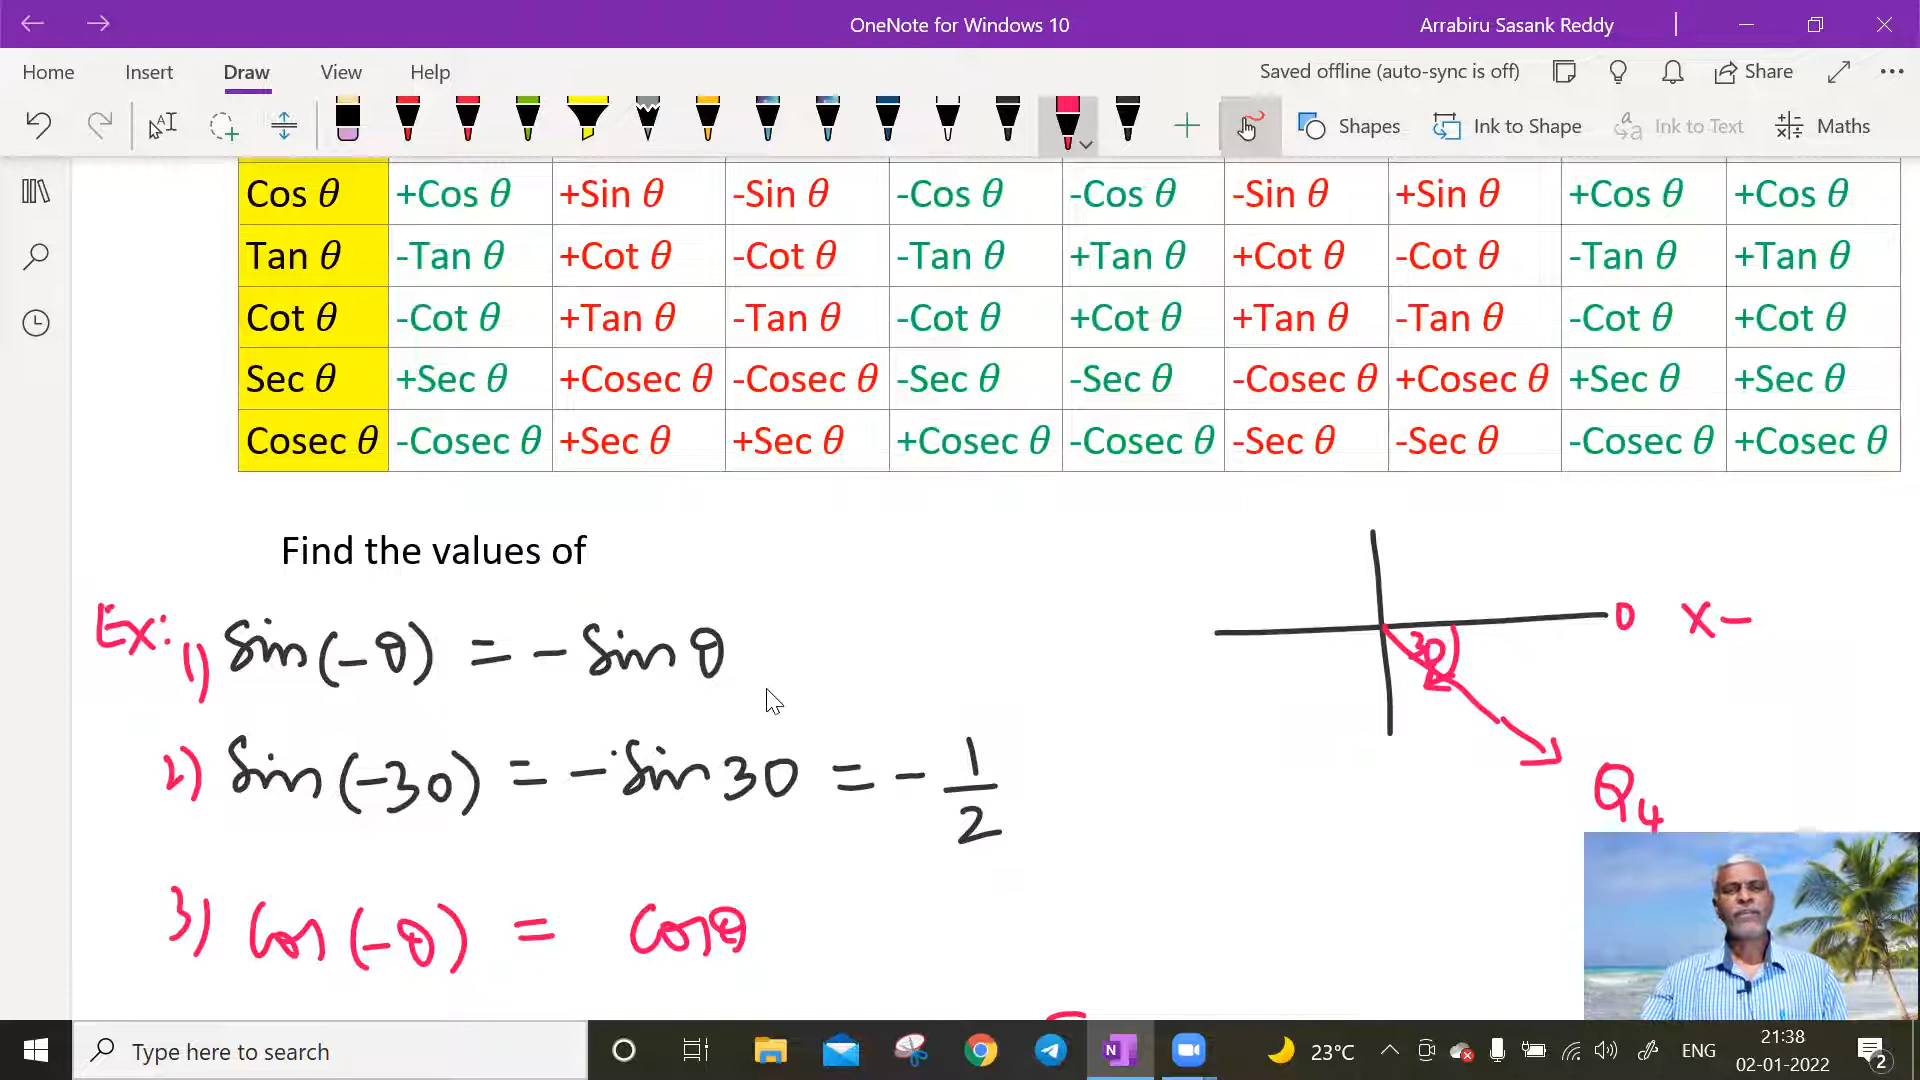 OneNote for Windows 10 Arrabiru Sasank Reddy
Home Insert Draw View Help Saved offline (auto-sync is off) Share
Shapes Ink to Shape Ink to Text Maths
Cos θ +Cos θ +Sin θ -Sin θ -Cos θ -Cos θ -Sin θ +Sin θ +Cos θ +Cos θ
Tan θ -Tan θ +Cot θ -Cot θ -Tan θ +Tan θ +Cot θ -Cot θ -Tan θ +Tan θ
Cot θ -Cot θ +Tan θ -Tan θ -Cot θ +Cot θ +Tan θ -Tan θ -Cot θ +Cot θ
Sec θ +Sec θ +Cosec θ -Cosec θ -Sec θ -Sec θ -Cosec θ +Cosec θ +Sec θ +Sec θ
Cosec θ -Cosec θ +Sec θ +Sec θ +Cosec θ -Cosec θ -Sec θ -Sec θ -Cosec θ +Cosec θ
Find the values of
Ex: 1) Sin(-θ) = - Sin θ
0 X-
30
Q4
2) Sin (-30) = - Sin 30 = - 1/2
3) Cos (-θ) = Cos θ
Type here to search 23°C ENG 21:38
02-01-2022 2